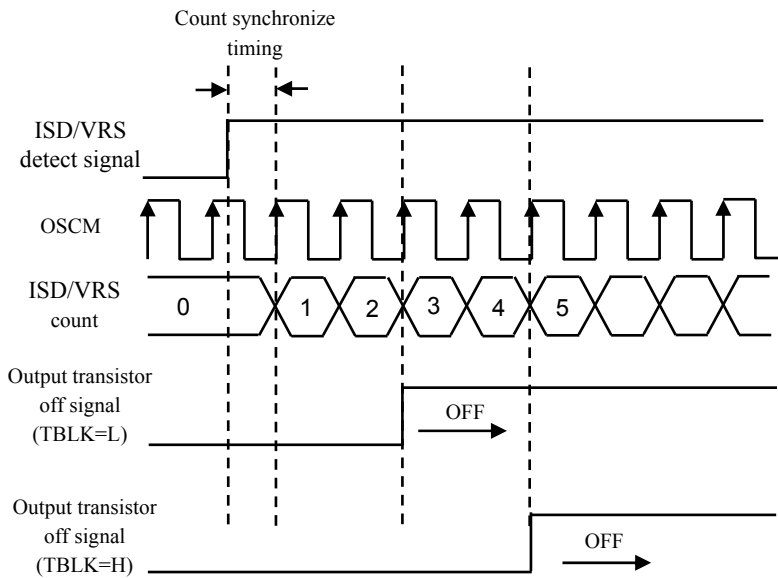 Count synchronize
timing
ISD/VRS
detect signal
OSCM
ISD/VRS
count
0 1 2 3 4 5
Output transistor
off signal
(TBLK=L)
OFF
Output transistor
off signal
(TBLK=H)
OFF